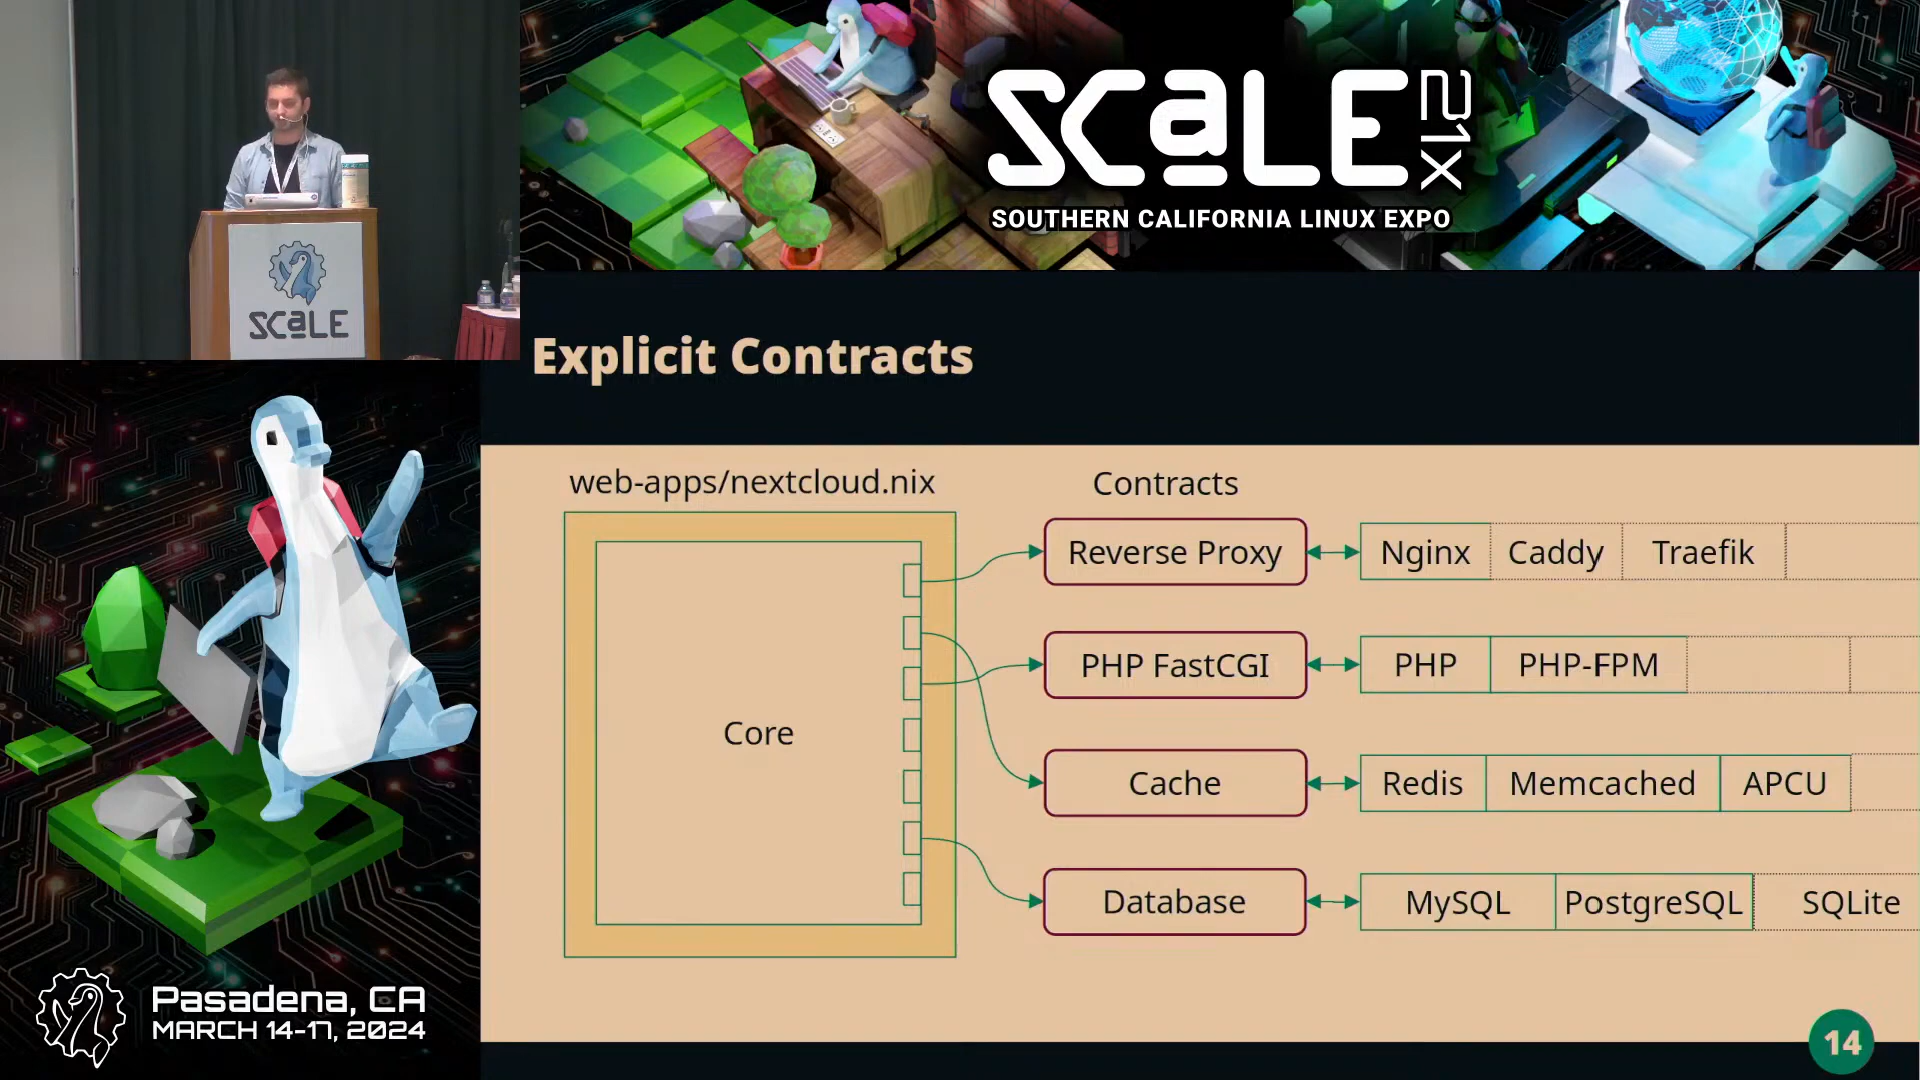 SCALE 21X
SOUTHERN CALIFORNIA LINUX EXPO
SCALE
Explicit Contracts
web-apps/nextcloud.nix
Contracts
Core
Reverse Proxy
Nginx
Caddy
Traefik
PHP FastCGI
PHP
PHP-FPM
Cache
Redis
Memcached
APCU
Database
MySQL
PostgreSQL
SQLite
Pasadena, CA
MARCH 14-17, 2024
14